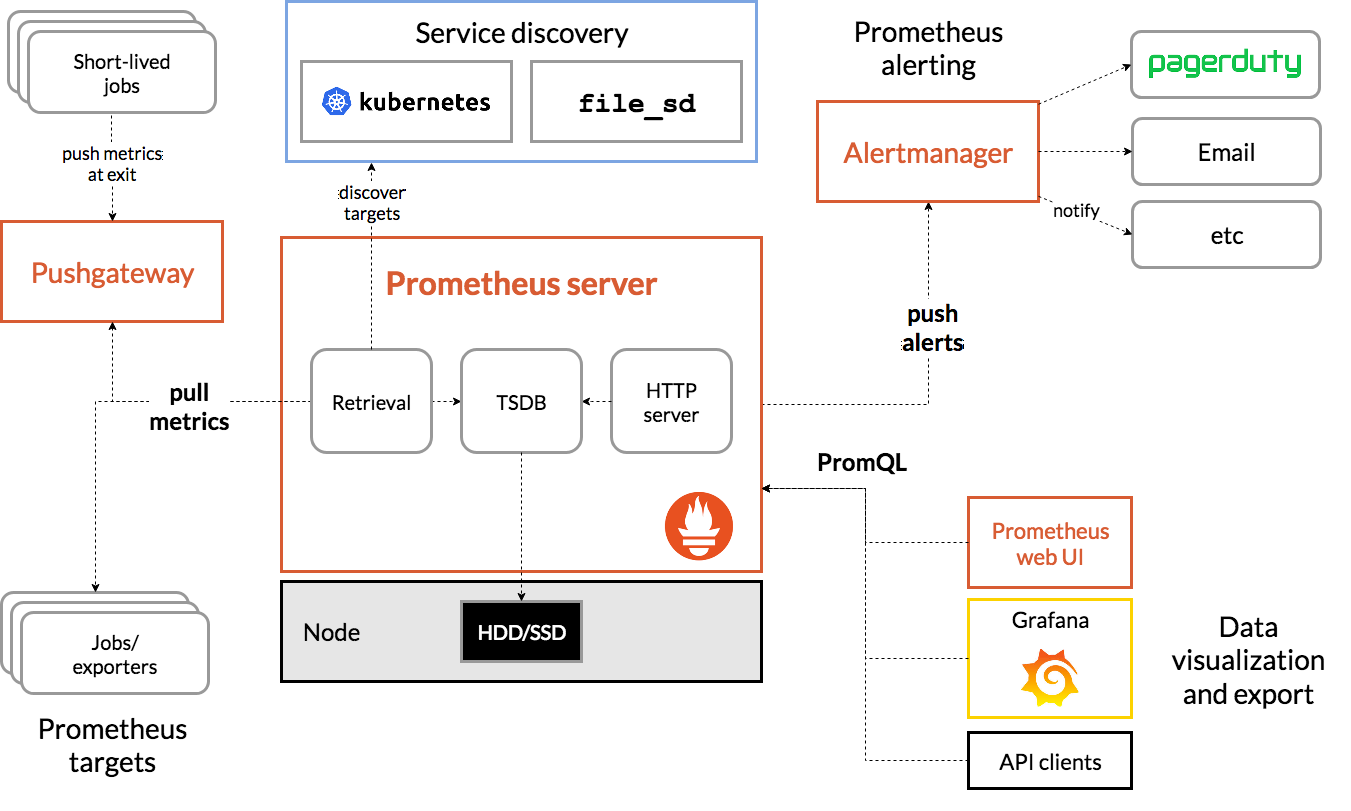 Short-lived
jobs
push metrics
at exit
Pushgateway
Service discovery
kubernetes
file_sd
discover
targets
Prometheus
alerting
Alertmanager
pagerduty
Email
notify
etc
Prometheus server
Retrieval
TSDB
HTTP
server
pull
metrics
push
alerts
PromQL
Node
HDD/SSD
Jobs/
exporters
Prometheus
targets
Prometheus
web UI
Grafana
API clients
Data
visualization
and export